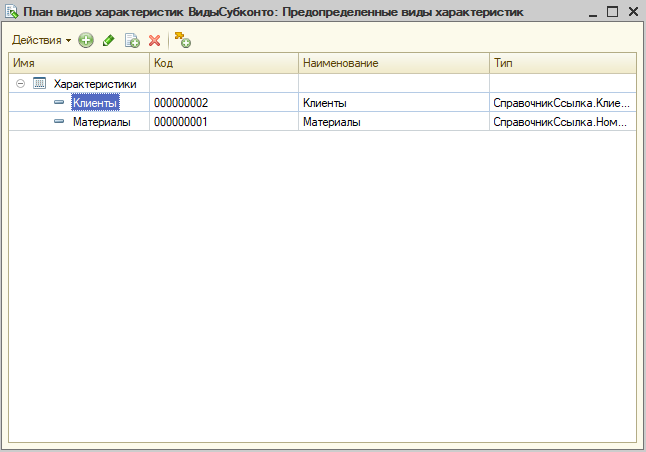 План видов характеристик ВидыСубконто: Предопределенные виды характеристик
Действия
Имя Код Наименование Тип
Характеристики
Клиенты 000000002 Клиенты СправочникСсылка.Клие...
Материалы 000000001 Материалы СправочникСсылка.Ном...